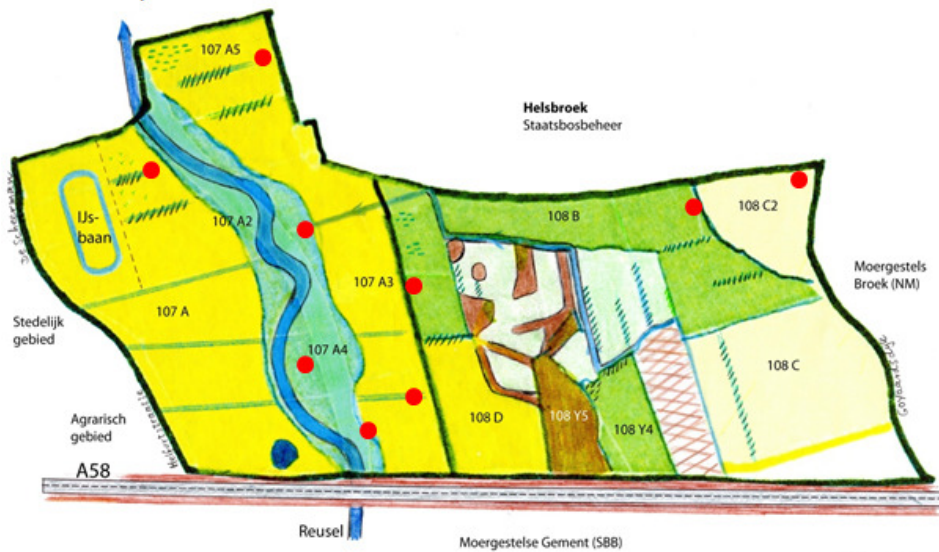 107 A5
Helsbroek
Staatsbosbeheer
IJs-
baan
107 A2
108 B
108 C2
107 A3
107 A
Moergestels
Broek (NM)
Stedelijk
gebied
107 A4
108 C
Agrarisch
gebied
108 D
108 Y5
108 Y4
A58
Reusel
Moergestelse Gement (SBB)